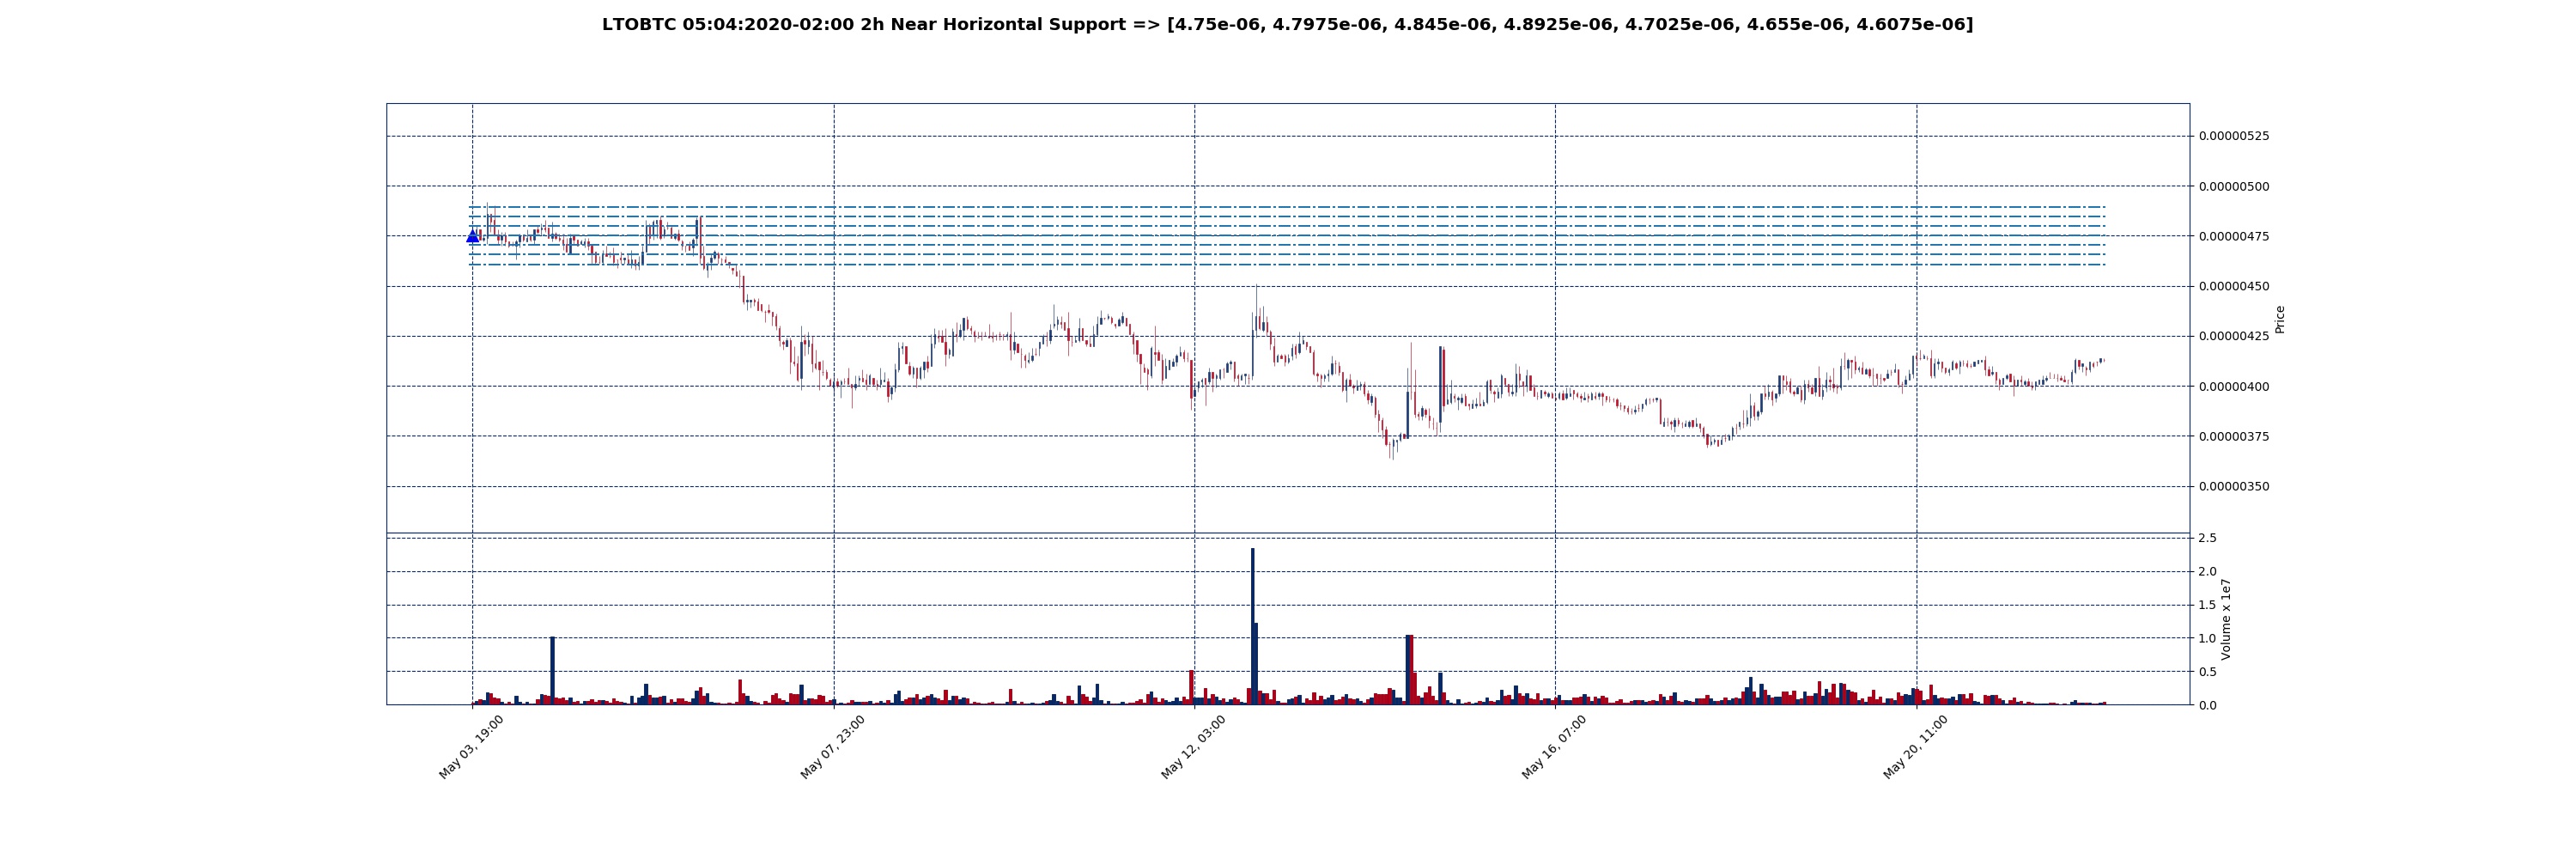 LTOBTC 05:04:2020-02:00 2h Near Horizontal Support => [4.75e-06, 4.7975e-06, 4.845e-06, 4.8925e-06, 4.7025e-06, 4.655e-06, 4.6075e-06]
0.00000525
0.00000500
0.00000475
0.00000450
0.00000425
0.00000400
0.00000375
0.00000350
Price
2.5
2.0
1.5
1.0
0.5
0.0
Volume x 1e7
May 03, 19:00
May 07, 23:00
May 12, 03:00
May 16, 07:00
May 20, 11:00